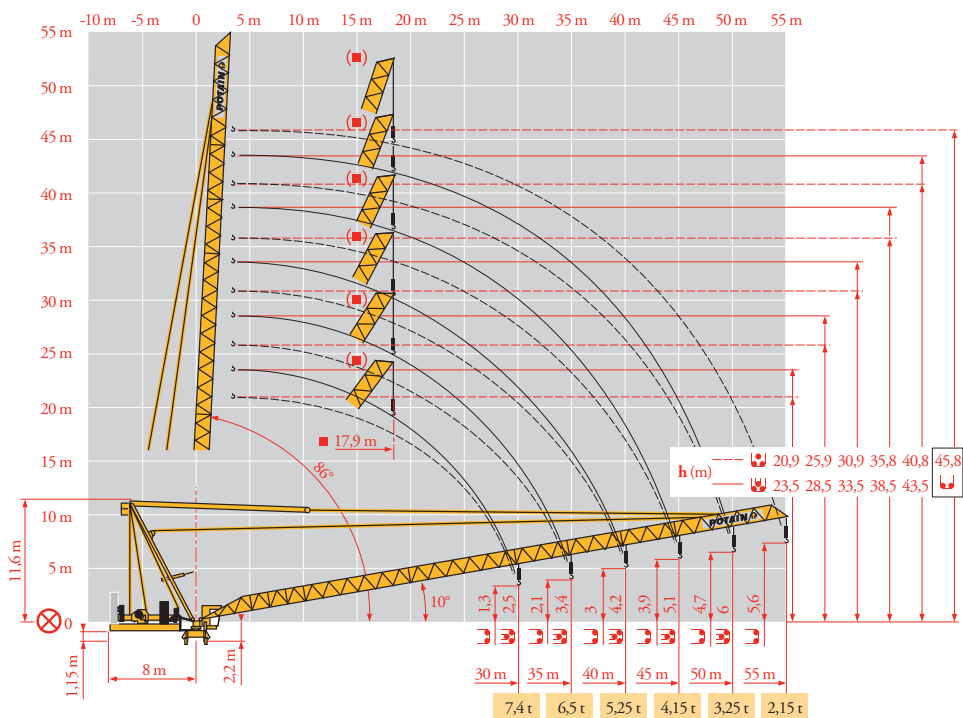 -10 m -5 m 0 5 m 10 m 15 m 20 m 25 m 30 m 35 m 40 m 45 m 50 m 55 m
55 m
50 m
45 m
40 m
35 m
30 m
25 m
20 m
15 m
10 m
5 m
0
POTAIN
(■)
(■)
(■)
(■)
(■)
(■)
■ 17,9 m
86°
h (m)
20,9 25,9 30,9 35,8 40,8 45,8
23,5 28,5 33,5 38,5 43,5
POTAIN
11,6 m
10°
1,3 2,5 2,1 3,4 3 4,2 3,9 5,1 4,7 6 5,6
1,15 m
8 m
2,2 m
30 m 35 m 40 m 45 m 50 m 55 m
7,4 t 6,5 t 5,25 t 4,15 t 3,25 t 2,15 t